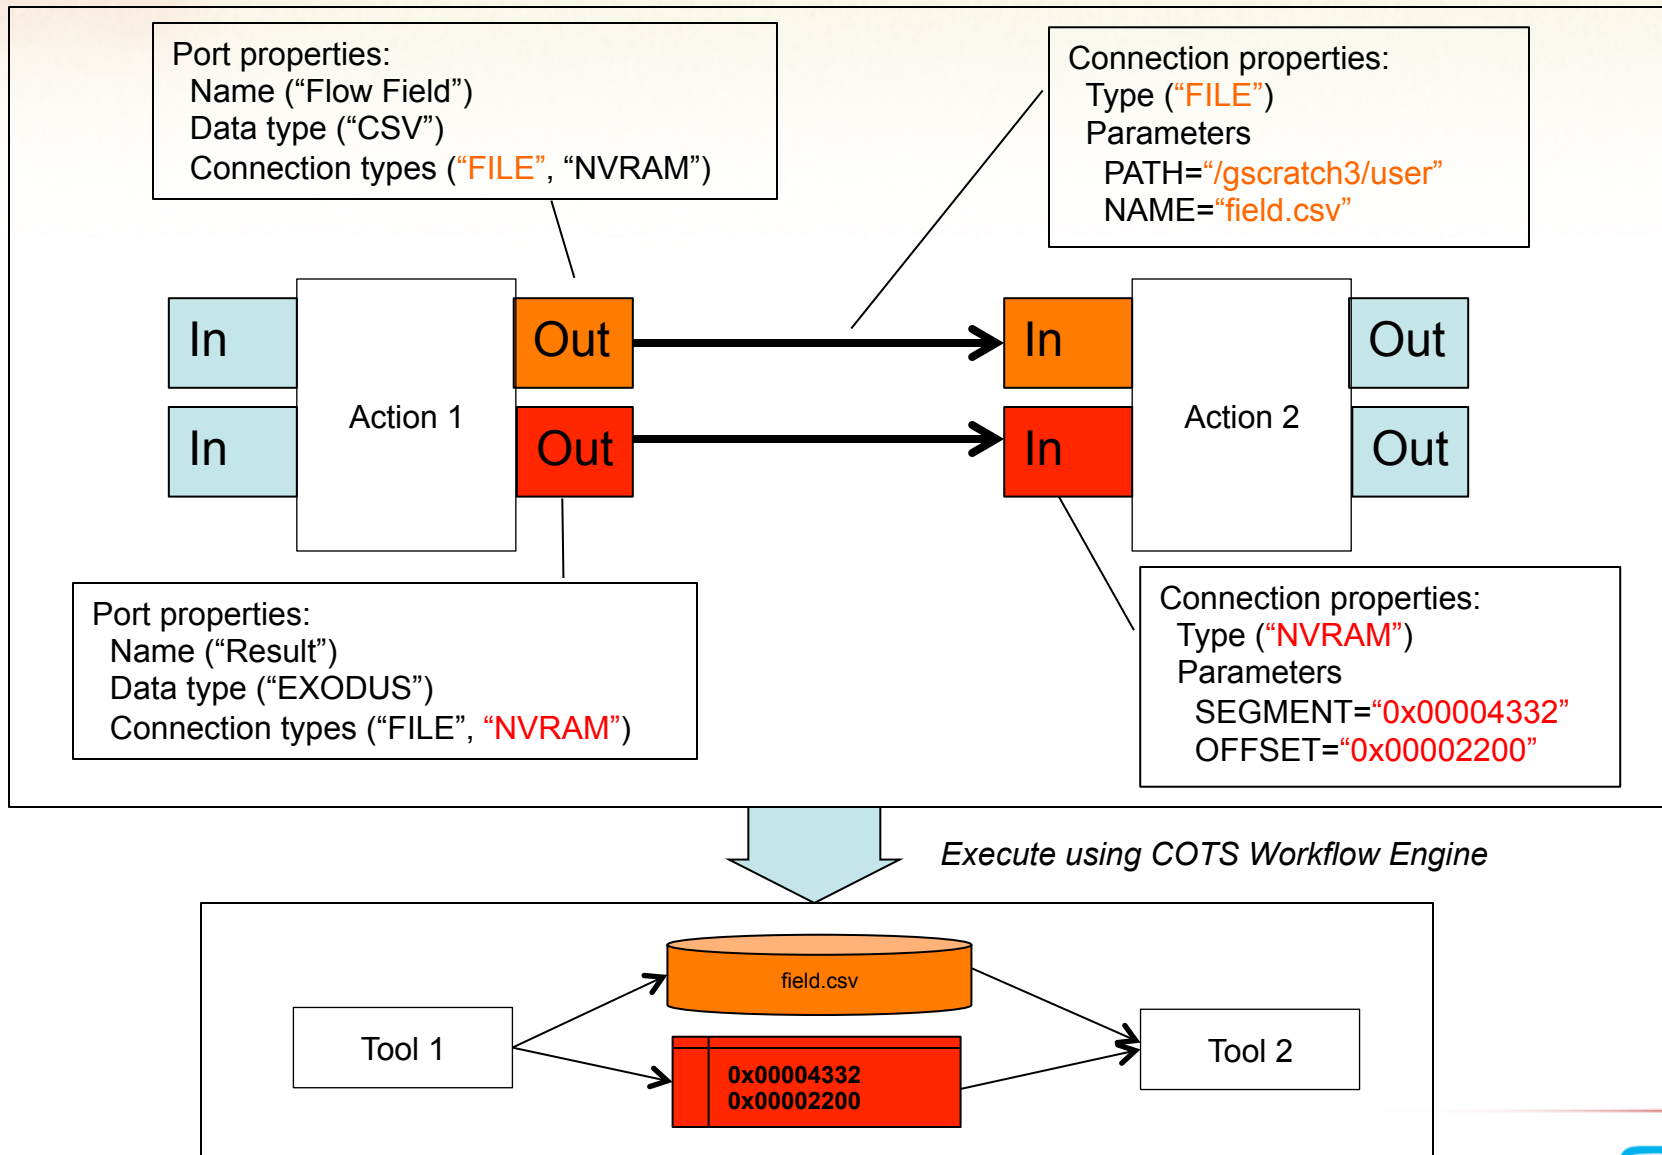 Port properties:
Name (“Flow Field”)
Data type (“CSV”)
Connection types (“FILE”, “NVRAM”)
Connection properties:
Type (“FILE”)
Parameters
PATH=“/gscratch3/user”
NAME=“field.csv”
In
Out
In
Out
Action 1
Action 2
In
Out
In
Out
Port properties:
Name (“Result”)
Data type (“EXODUS”)
Connection types (“FILE”, “NVRAM”)
Connection properties:
Type (“NVRAM”)
Parameters
SEGMENT=“0x00004332”
OFFSET=“0x00002200”
Execute using COTS Workflow Engine
field.csv
Tool 1
Tool 2
0x00004332
0x00002200